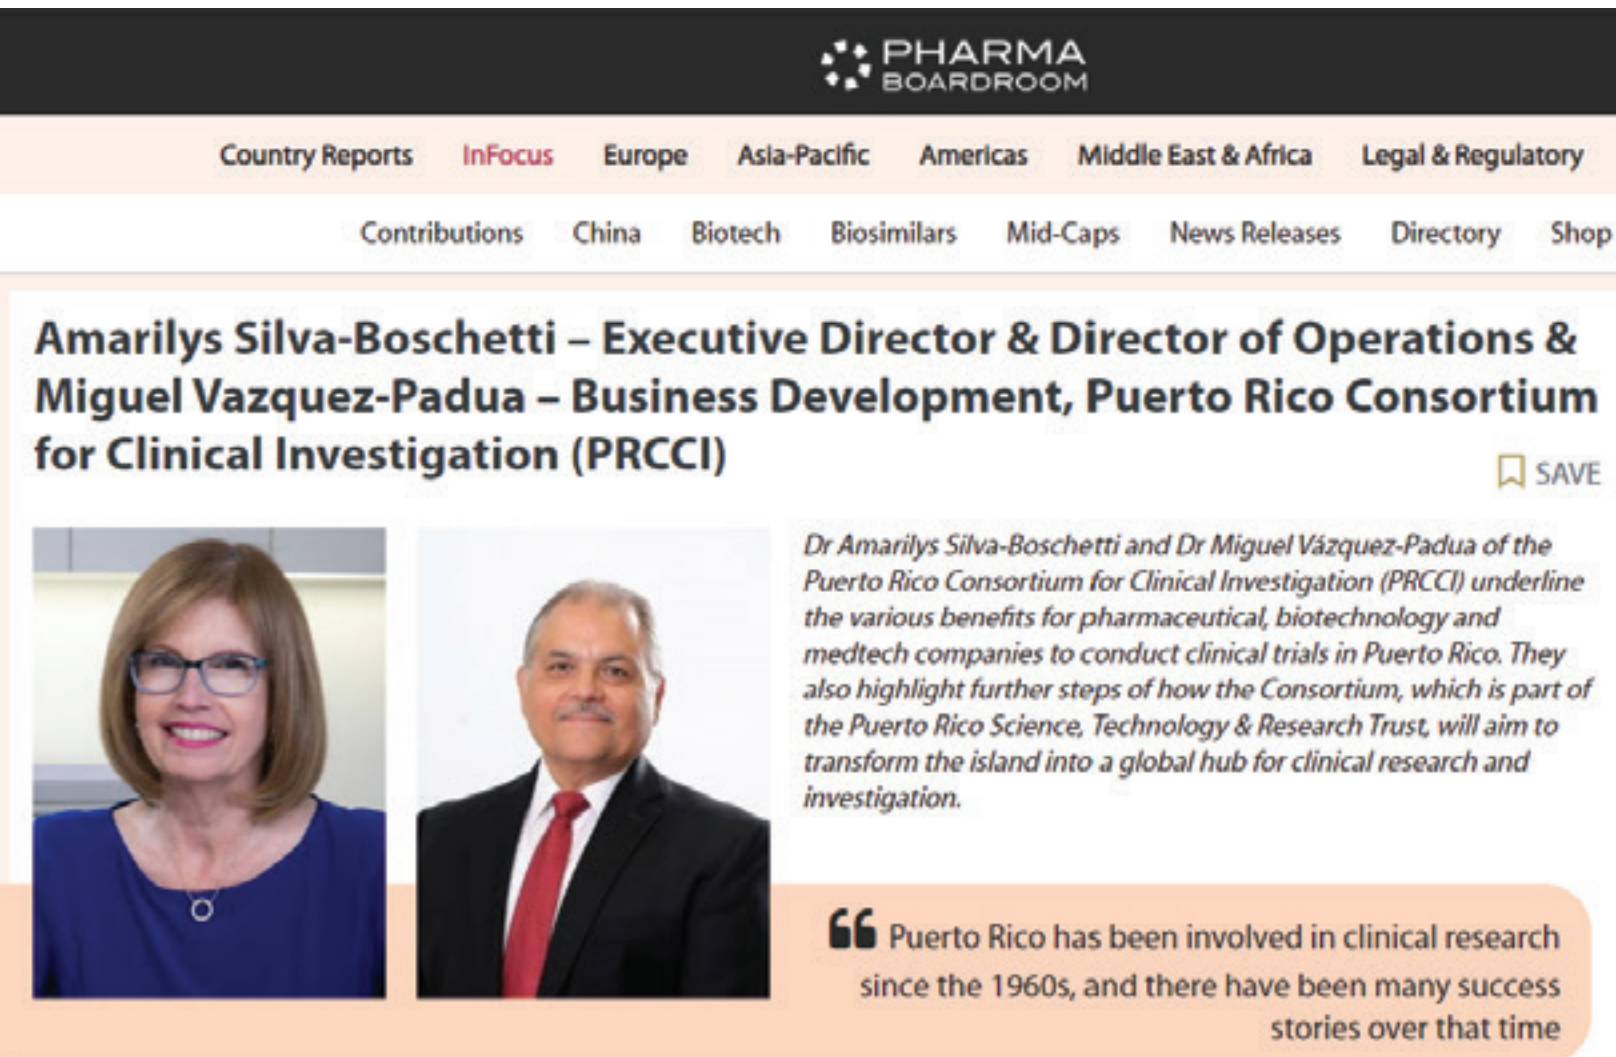 PHARMA
BOARDROOM
Country Reports InFocus Europe Asia-Pacific Americas Middle East & Africa Legal & Regulatory
Contributions China Biotech Biosimilars Mid-Caps News Releases Directory Shop
Amarilys Silva-Boschetti – Executive Director & Director of Operations &
Miguel Vazquez-Padua – Business Development, Puerto Rico Consortium
for Clinical Investigation (PRCCI)
SAVE
Dr Amarilys Silva-Boschetti and Dr Miguel Vázquez-Padua of the
Puerto Rico Consortium for Clinical Investigation (PRCCI) underline
the various benefits for pharmaceutical, biotechnology and
medtech companies to conduct clinical trials in Puerto Rico. They
also highlight further steps of how the Consortium, which is part of
the Puerto Rico Science, Technology & Research Trust, will aim to
transform the island into a global hub for clinical research and
investigation.
“ Puerto Rico has been involved in clinical research
since the 1960s, and there have been many success
stories over that time